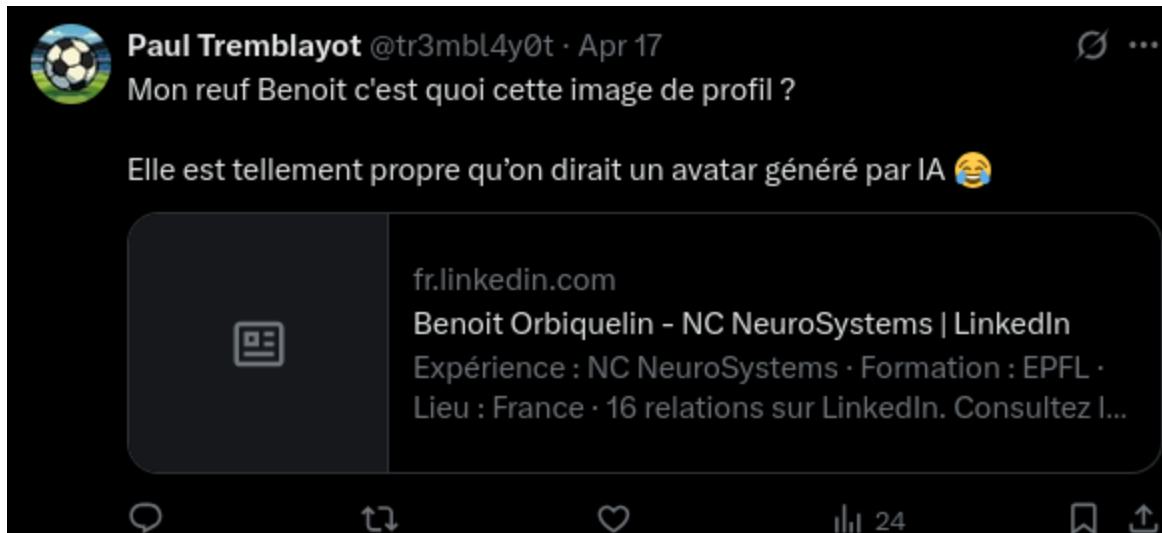 Paul Tremblayot @tr3mbl4y0t · Apr 17
Mon reuf Benoit c'est quoi cette image de profil ?
Elle est tellement propre qu’on dirait un avatar généré par IA 😂
fr.linkedin.com
Benoit Orbiquelin - NC NeuroSystems | LinkedIn
Expérience : NC NeuroSystems · Formation : EPFL ·
Lieu : France · 16 relations sur LinkedIn. Consultez l...
24